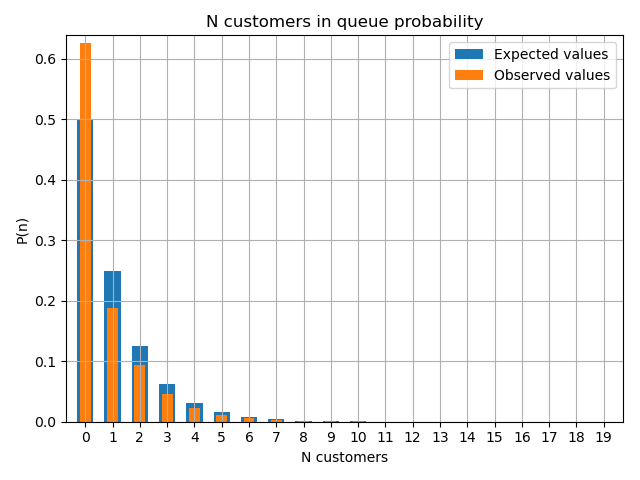 N customers in queue probability
Expected values
Observed values
0.6
0.5
0.4
0.3
0.2
0.1
0.0
P(n)
0 1 2 3 4 5 6 7 8 9 10 11 12 13 14 15 16 17 18 19
N customers